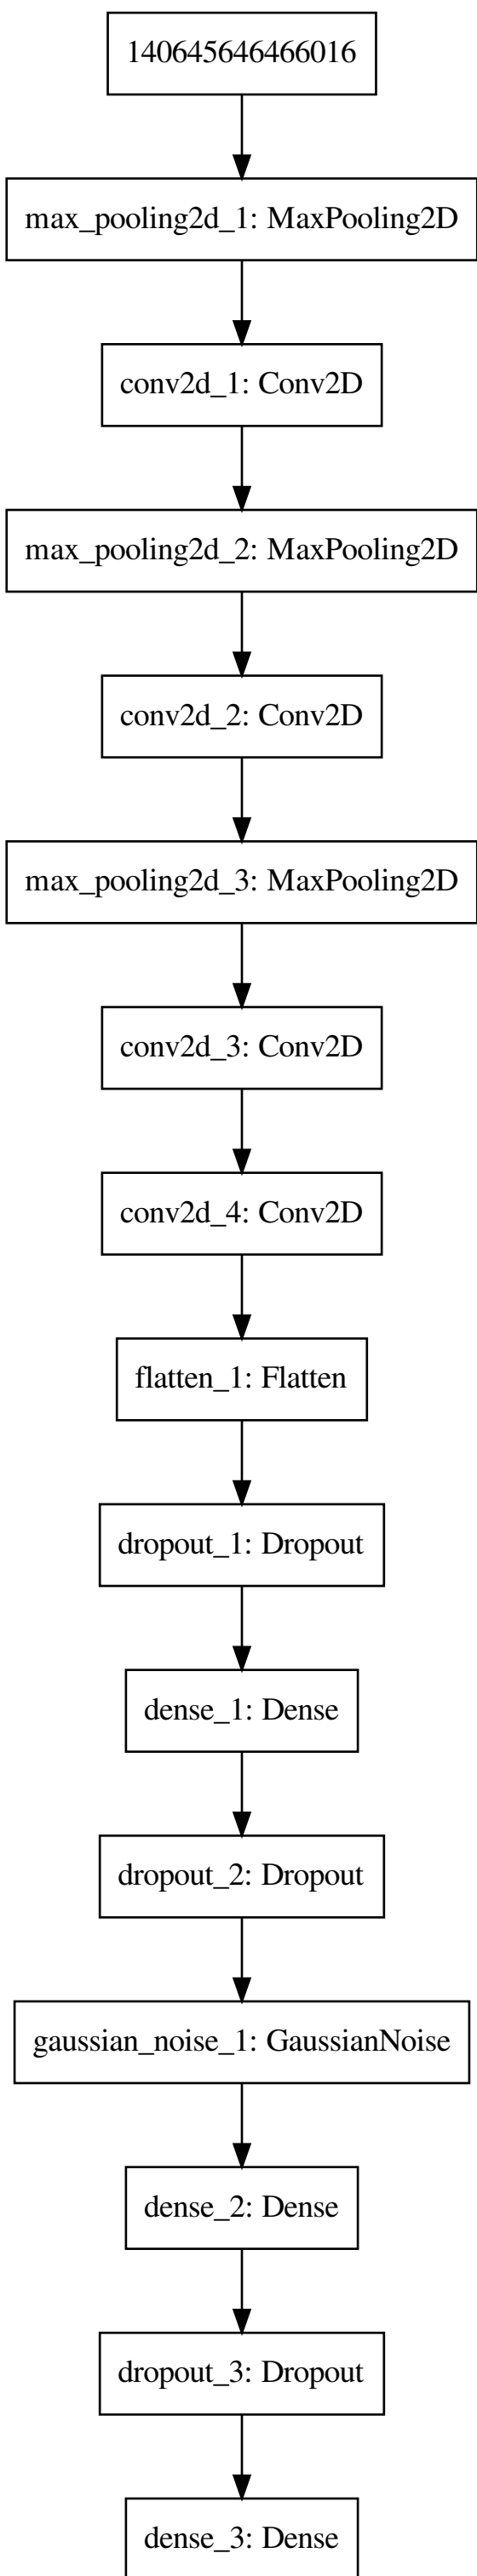 140645646466016
max_pooling2d_1: MaxPooling2D
conv2d_1: Conv2D
max_pooling2d_2: MaxPooling2D
conv2d_2: Conv2D
max_pooling2d_3: MaxPooling2D
conv2d_3: Conv2D
conv2d_4: Conv2D
flatten_1: Flatten
dropout_1: Dropout
dense_1: Dense
dropout_2: Dropout
gaussian_noise_1: GaussianNoise
dense_2: Dense
dropout_3: Dropout
dense_3: Dense